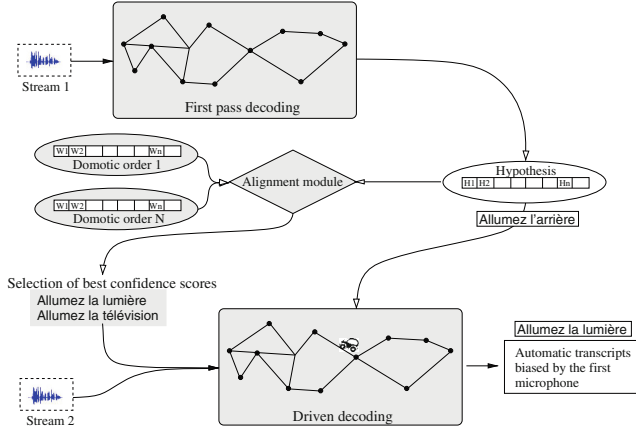 Stream 1
First pass decoding
W1 W2 Wn
Domotic order 1
Alignment module
Hypothesis
H1 H2 Hn
W1 W2 Wn
Domotic order N
Allumez l'arrière
Selection of best confidence scores
Allumez la lumière
Allumez la télévision
Allumez la lumière
Automatic transcripts
biased by the first
microphone
Driven decoding
Stream 2